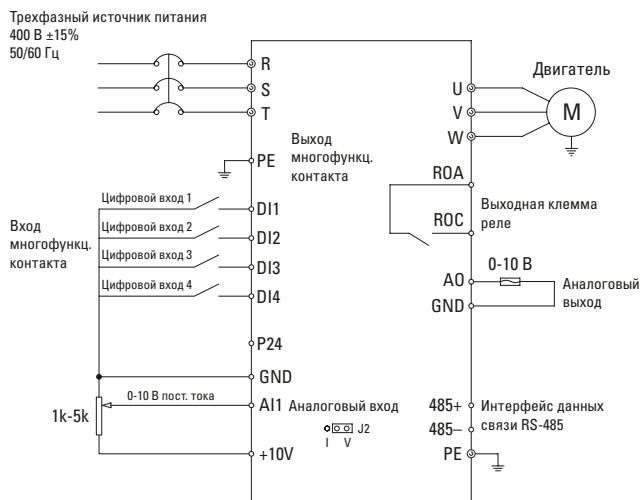 Трехфазный источник питания
400 В ±15%
50/60 Гц
R
S
T
PE
Выход
многофункц.
контакта
U
V
W
Двигатель
M
ROA
ROC
Выходная клемма
реле
Вход
многофункц.
контакта
Цифровой вход 1
DI1
Цифровой вход 2
DI2
Цифровой вход 3
DI3
Цифровой вход 4
DI4
AO
0-10 В
GND
Аналоговый
выход
P24
GND
1k-5k
0-10 В пост. тока
AI1
Аналоговый вход
J2
I V
+10V
485+
485–
Интерфейс данных
связи RS-485
PE